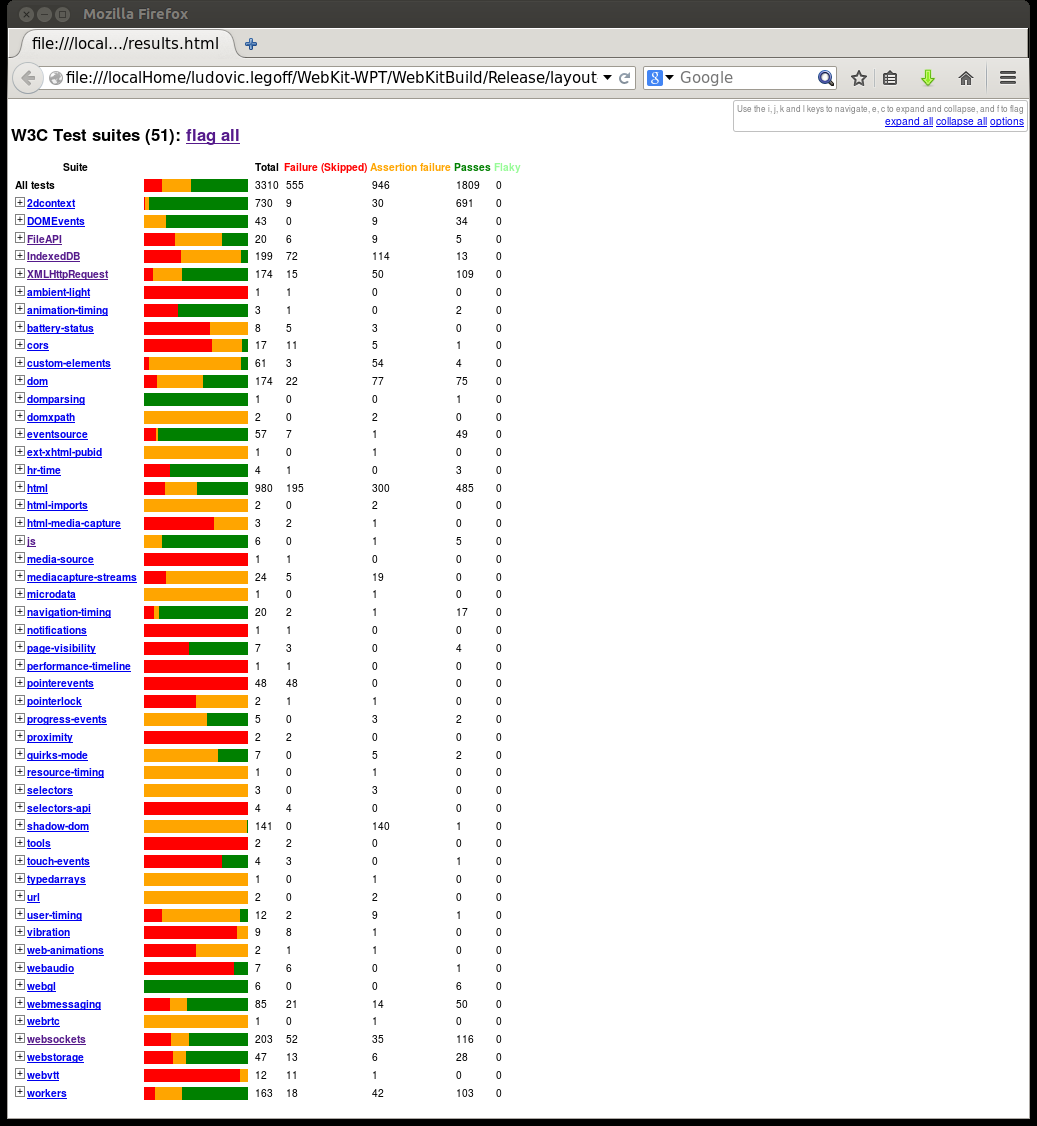 Mozilla Firefox
file:///local.../results.html
file:///localHome/ludovic.legoff/WebKit-WPT/WebKitBuild/Release/layout
Google
Use the i, j, k and l keys to navigate, e, c to expand and collapse, and f to flag
expand all collapse all options
W3C Test suites (51): flag all
Suite Total Failure (Skipped) Assertion failure Passes Flaky
All tests 3310 555 946 1809 0
2dcontext 730 9 30 691 0
DOMEvents 43 0 9 34 0
FileAPI 20 6 9 5 0
IndexedDB 199 72 114 13 0
XMLHttpRequest 174 15 50 109 0
ambient-light 1 1 0 0 0
animation-timing 3 1 0 2 0
battery-status 8 5 3 0 0
cors 17 11 5 1 0
custom-elements 61 3 54 4 0
dom 174 22 77 75 0
domparsing 1 0 0 1 0
domxpath 2 0 2 0 0
eventsource 57 7 1 49 0
ext-xhtml-pubid 1 0 1 0 0
hr-time 4 1 0 3 0
html 980 195 300 485 0
html-imports 2 0 2 0 0
html-media-capture 3 2 1 0 0
js 6 0 1 5 0
media-source 1 1 0 0 0
mediacapture-streams 24 5 19 0 0
microdata 1 0 1 0 0
navigation-timing 20 2 1 17 0
notifications 1 1 0 0 0
page-visibility 7 3 0 4 0
performance-timeline 1 1 0 0 0
pointerevents 48 48 0 0 0
pointerlock 2 1 1 0 0
progress-events 5 0 3 2 0
proximity 2 2 0 0 0
quirks-mode 7 0 5 2 0
resource-timing 1 0 1 0 0
selectors 3 0 3 0 0
selectors-api 4 4 0 0 0
shadow-dom 141 0 140 1 0
tools 2 2 0 0 0
touch-events 4 3 0 1 0
typedarrays 1 0 1 0 0
url 2 0 2 0 0
user-timing 12 2 9 1 0
vibration 9 8 1 0 0
web-animations 2 1 1 0 0
webaudio 7 6 0 1 0
webgl 6 0 0 6 0
webmessaging 85 21 14 50 0
webrtc 1 0 1 0 0
websockets 203 52 35 116 0
webstorage 47 13 6 28 0
webvtt 12 11 1 0 0
workers 163 18 42 103 0